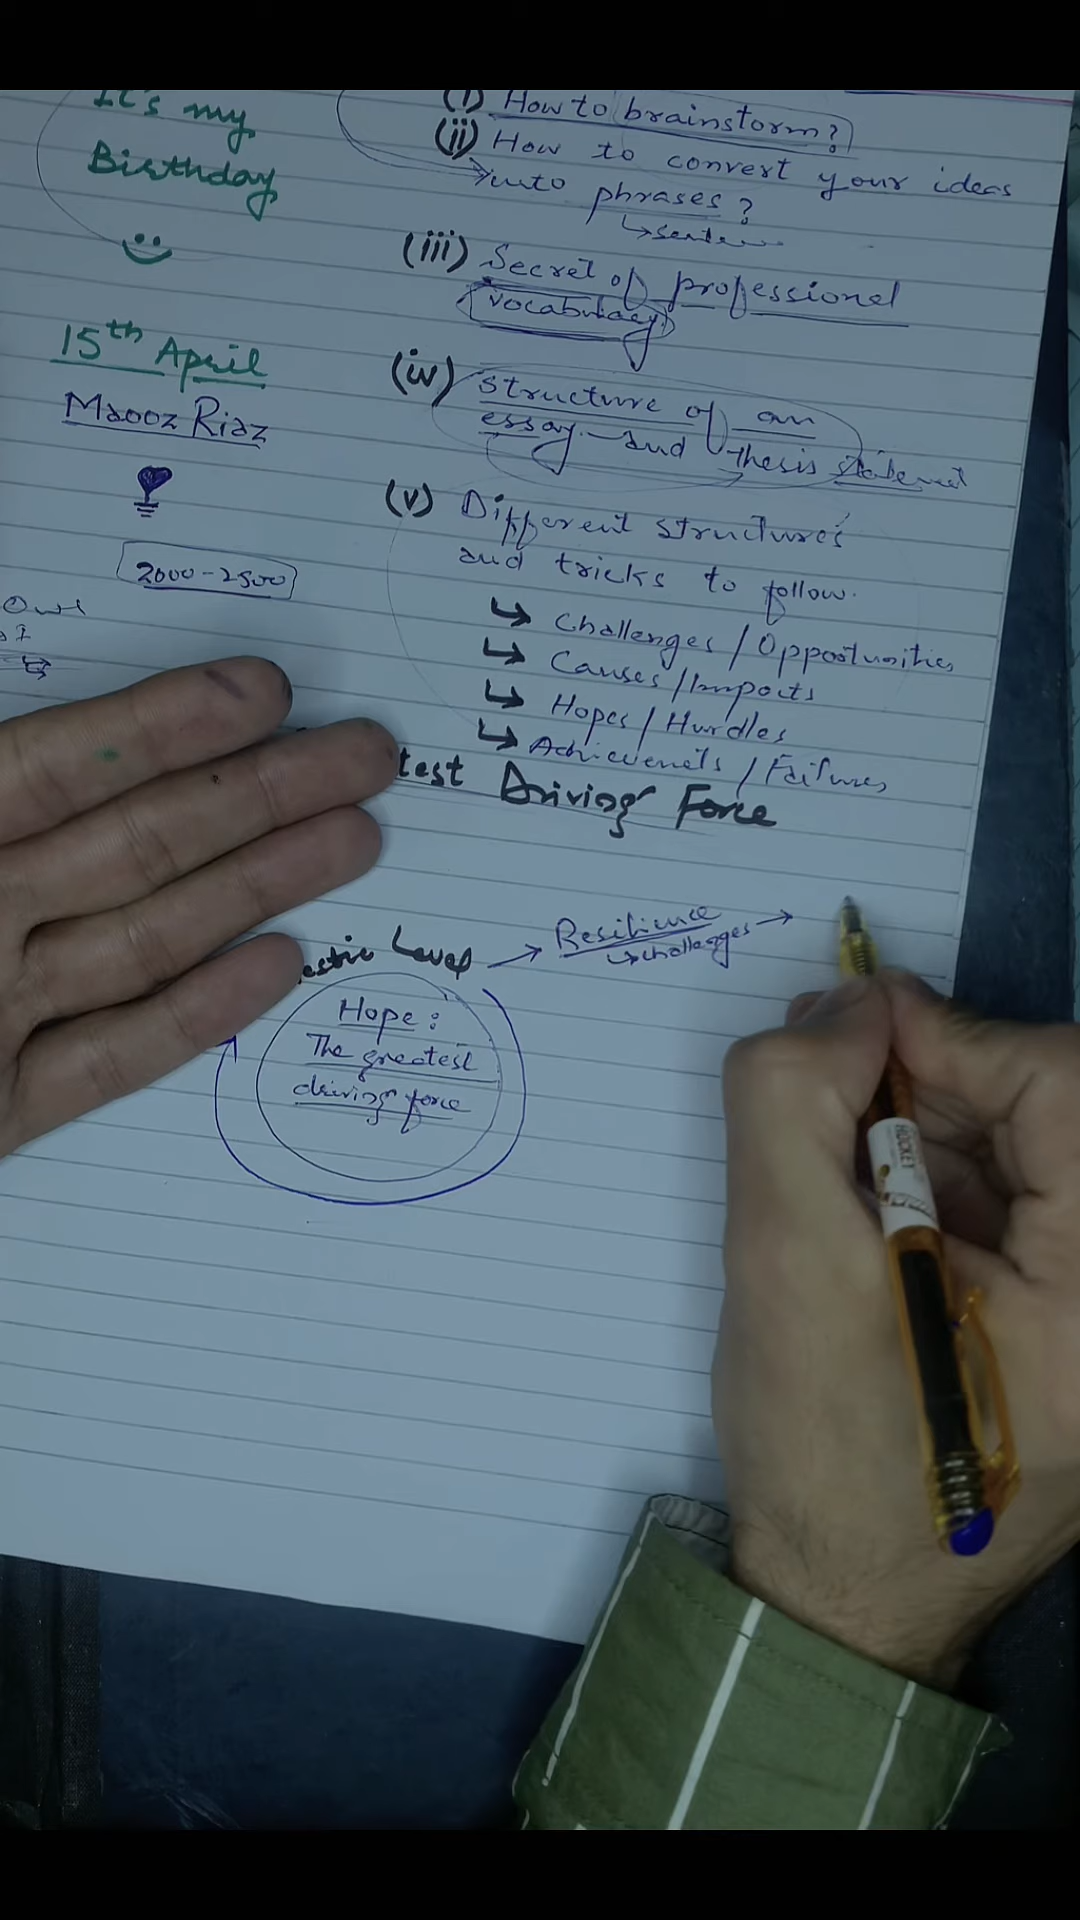 It's my
Birthday
15th April
Maooz Riaz
2000-2500
(i) How to brainstorm?
(ii) How to convert your ideas
into phrases?
(iii) Secret of professional
vocabulary
(iv) structure of an
essay and thesis statement
(v) Different structures
and tricks to follow.
Challenges / Opportunities
Causes / Impacts
Hopes / Hurdles
Achievements / Failures
test Driving Force
Level → Resilience →
↳ challenges
Hope:
The greatest
driving force
HOCKEY